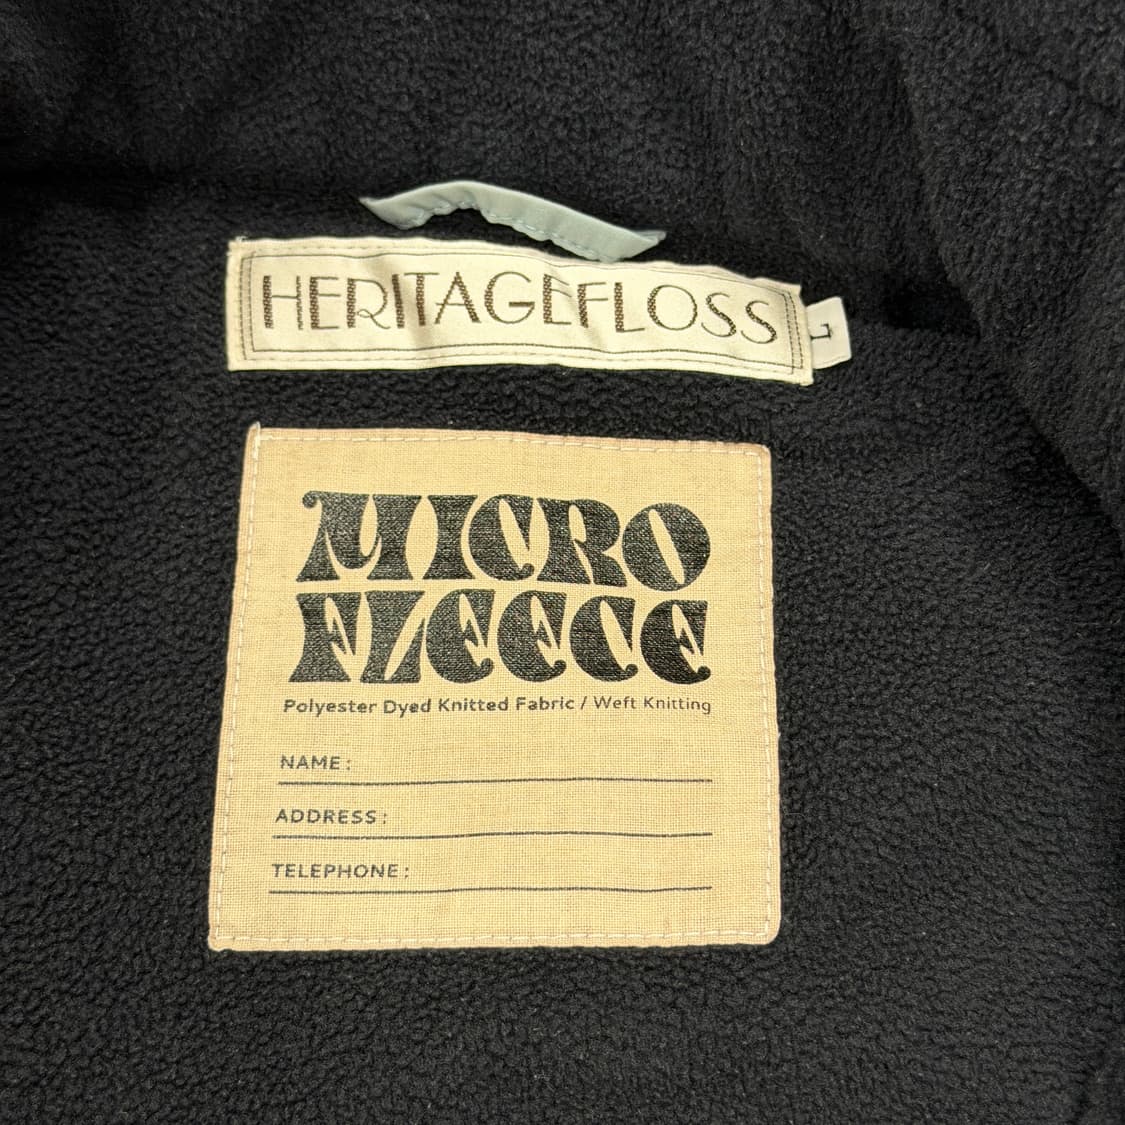 HERITAGEFLOSS
L
MICRO
FLEECE
Polyester Dyed Knitted Fabric / Weft Knitting
NAME :
ADDRESS :
TELEPHONE :